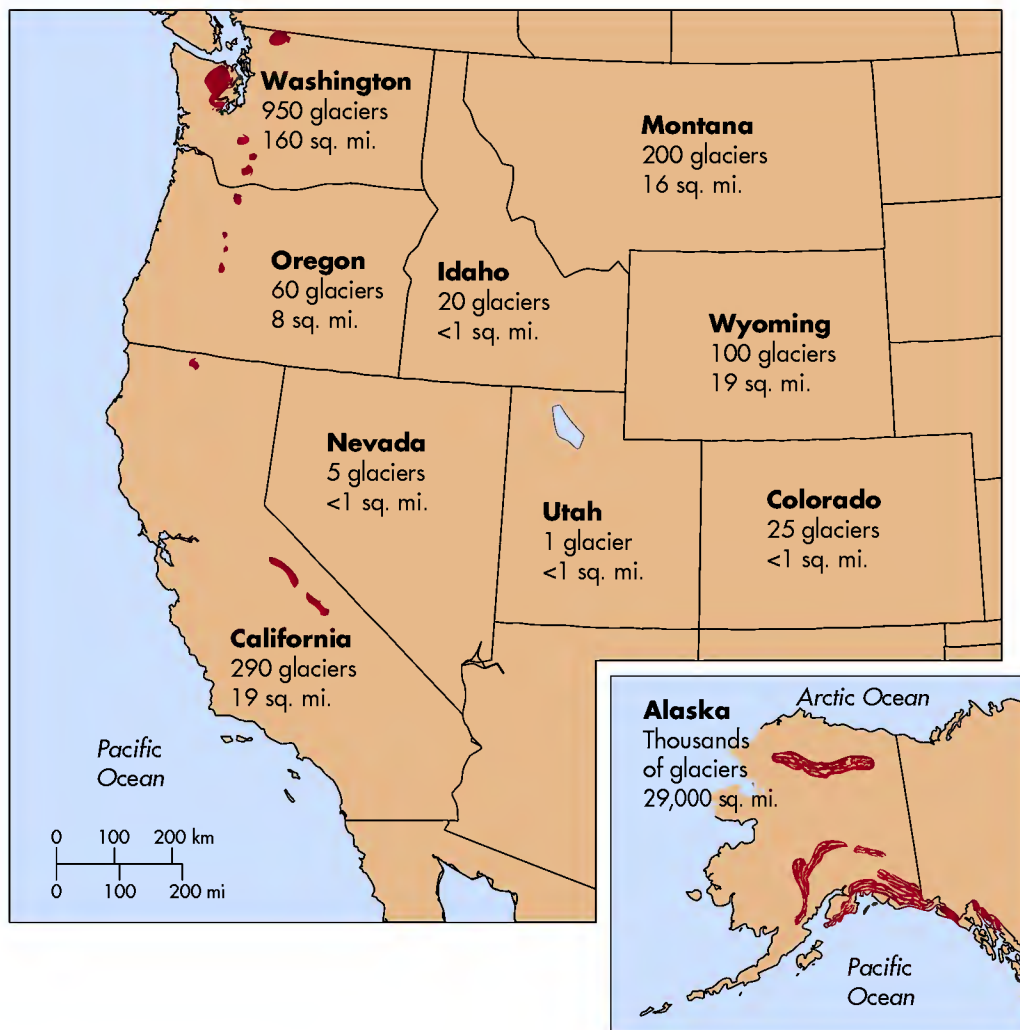 Washington
950 glaciers
160 sq. mi.
Montana
200 glaciers
16 sq. mi.
Oregon
60 glaciers
8 sq. mi.
Idaho
20 glaciers
<1 sq. mi.
Wyoming
100 glaciers
19 sq. mi.
Nevada
5 glaciers
<1 sq. mi.
Utah
1 glacier
<1 sq. mi.
Colorado
25 glaciers
<1 sq. mi.
California
290 glaciers
19 sq. mi.
Pacific
Ocean
0 100 200 km
0 100 200 mi
Alaska
Thousands
of glaciers
29,000 sq. mi.
Arctic Ocean
Pacific
Ocean